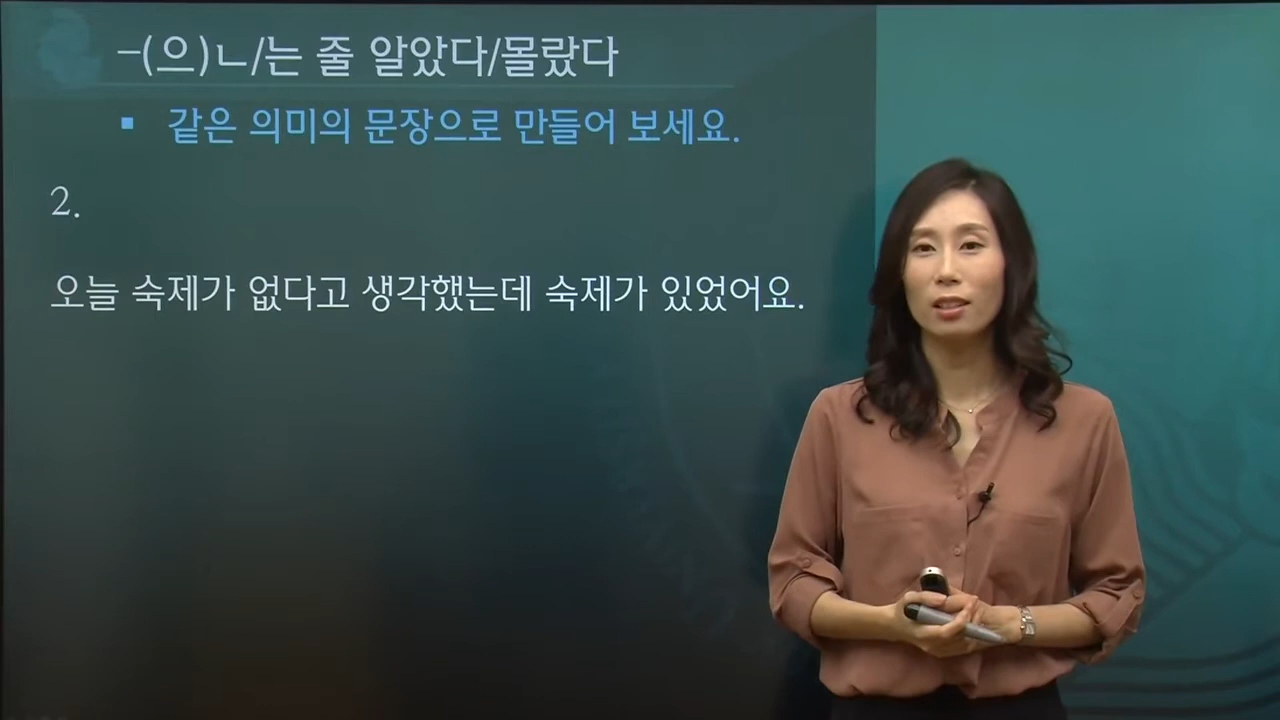 -(으)ㄴ/는 줄 알았다/몰랐다
▪ 같은 의미의 문장으로 만들어 보세요.
2.
오늘 숙제가 없다고 생각했는데 숙제가 있었어요.